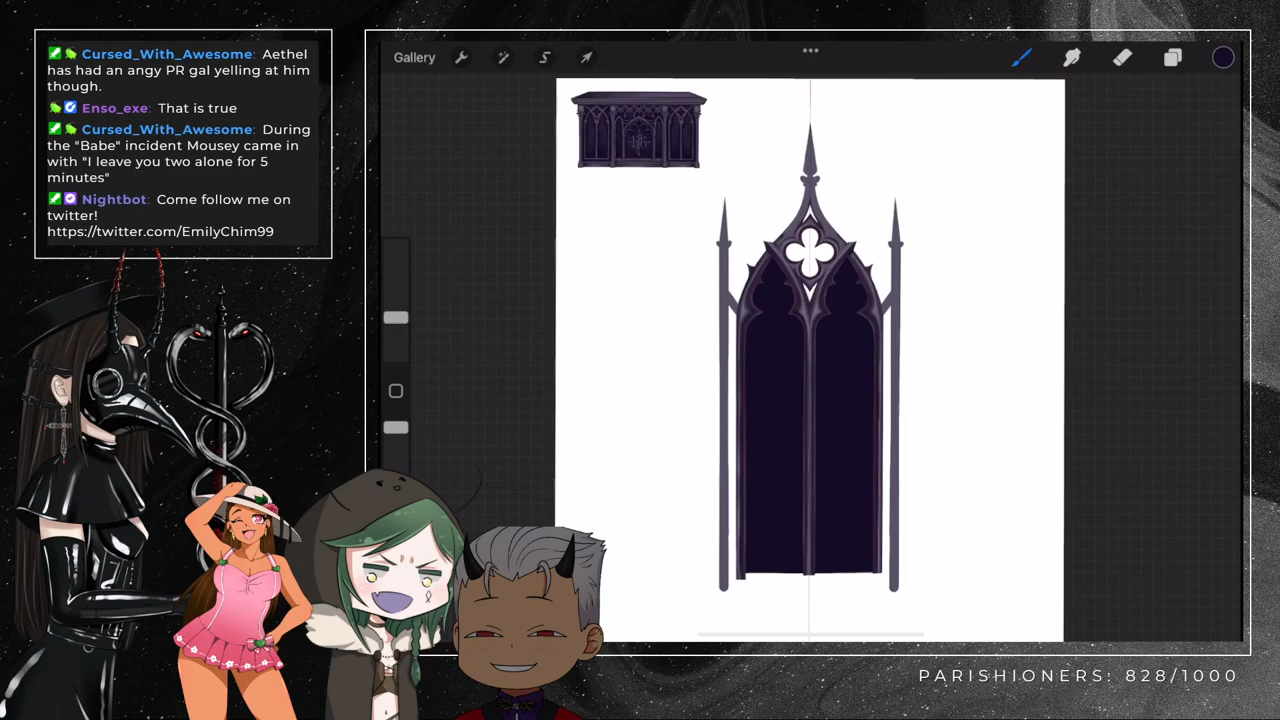 Cursed_With_Awesome: Aethel
has had an angy PR gal yelling at him
though.
Enso_exe: That is true
Cursed_With_Awesome: During
the "Babe" incident Mousey came in
with "I leave you two alone for 5
minutes"
Nightbot: Come follow me on
twitter!
https://twitter.com/EmilyChim99
Gallery
PARISHIONERS: 828/1000